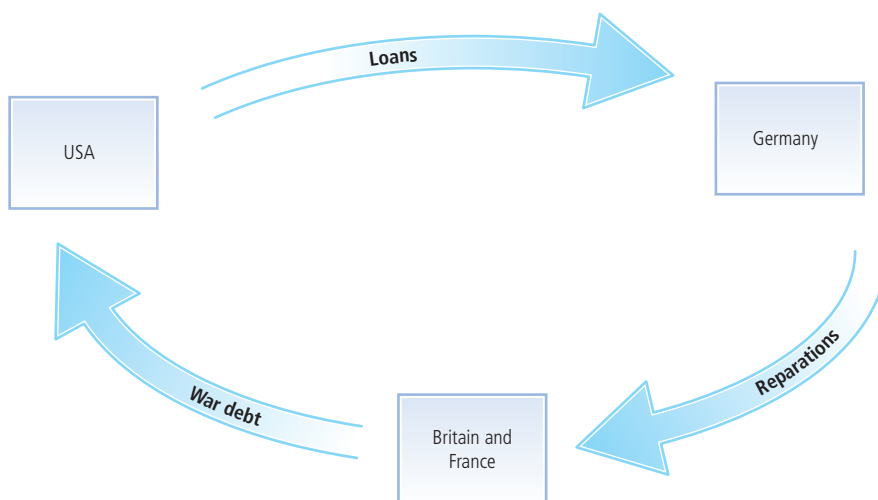 Loans
USA
Germany
Reparations
War debt
Britain and
France